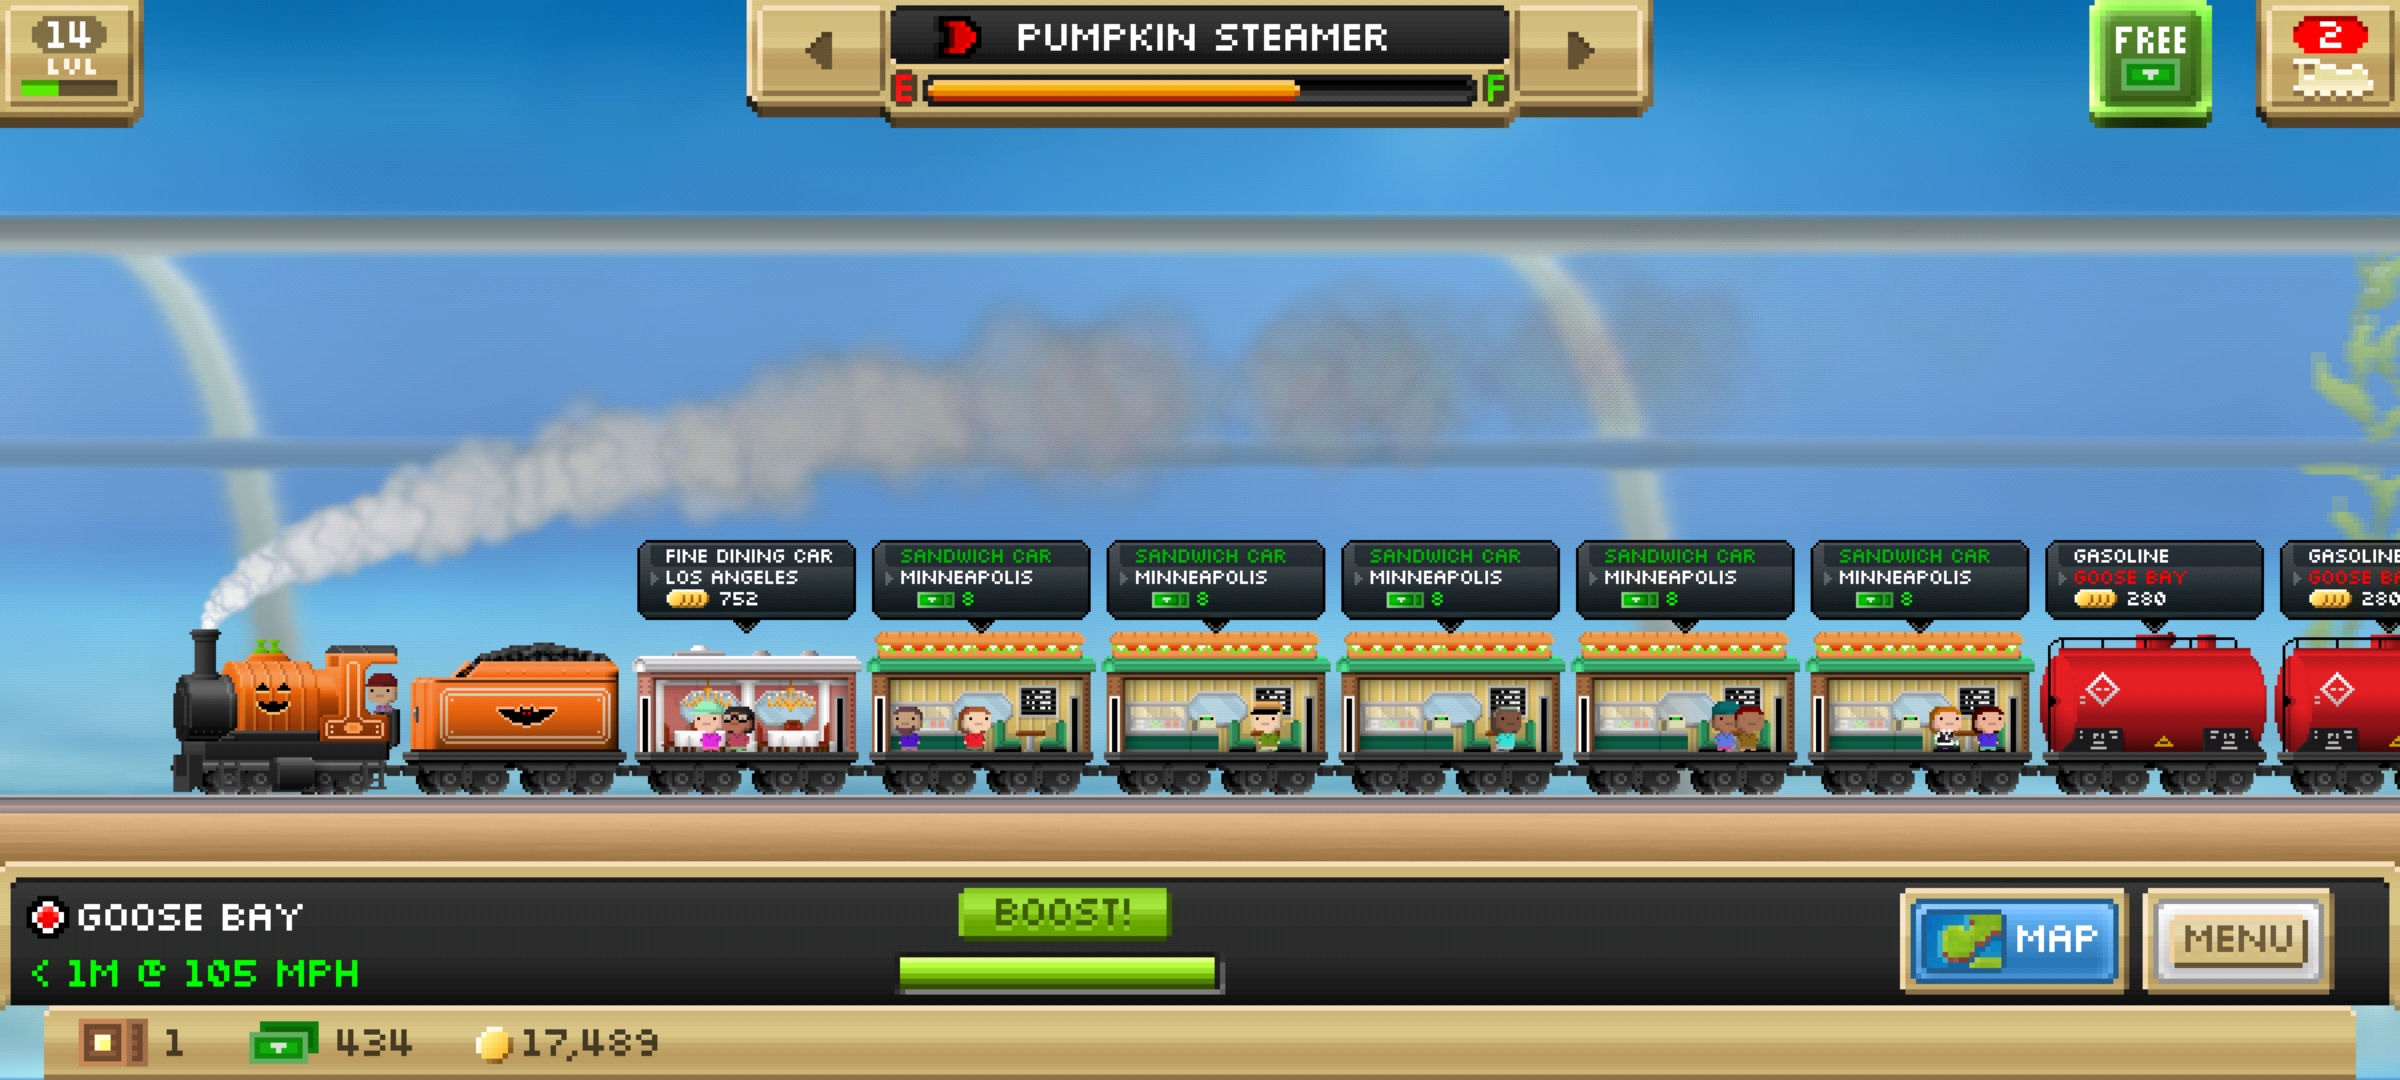 14
LVL
PUMPKIN STEAMER
E F
FREE
2
FINE DINING CAR
LOS ANGELES
752
SANDWICH CAR
MINNEAPOLIS
8
SANDWICH CAR
MINNEAPOLIS
8
SANDWICH CAR
MINNEAPOLIS
8
SANDWICH CAR
MINNEAPOLIS
8
SANDWICH CAR
MINNEAPOLIS
8
GASOLINE
GOOSE BAY
280
GASOLINE
GOOSE BA
280
GOOSE BAY
< 1M @ 105 MPH
BOOST!
MAP
MENU
1
434
17,489